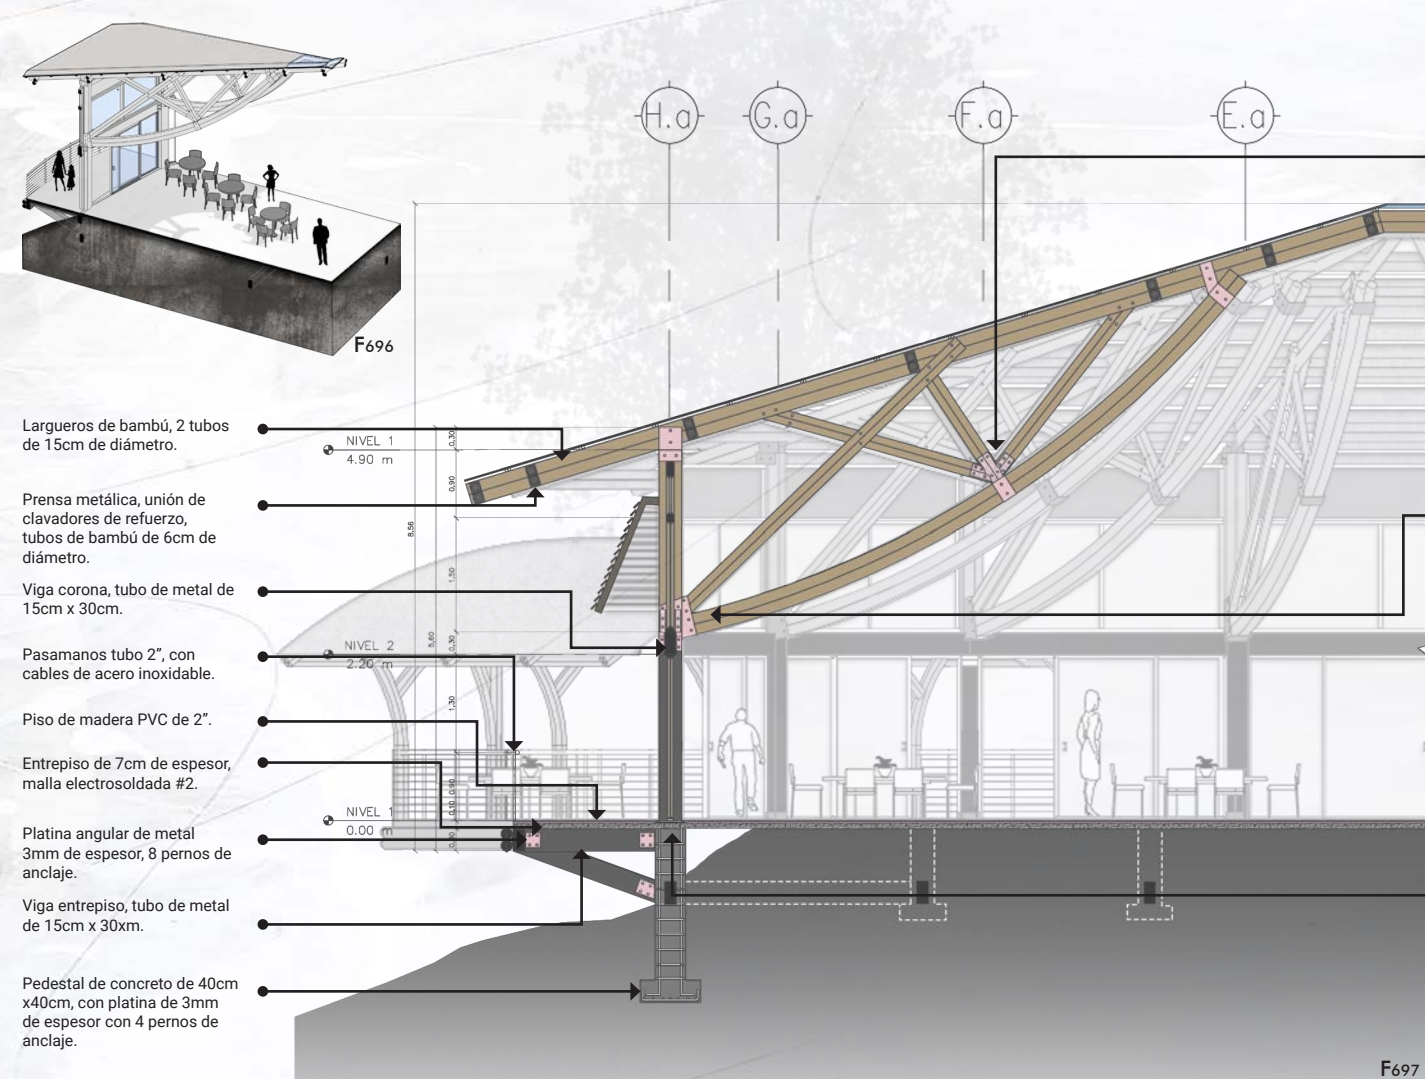 H.a
G.a
F.a
E.a
F696
Largueros de bambú, 2 tubos
de 15cm de diámetro.
Prensa metálica, unión de
clavadores de refuerzo,
tubos de bambú de 6cm de
diámetro.
Viga corona, tubo de metal de
15cm x 30cm.
Pasamanos tubo 2”, con
cables de acero inoxidable.
Piso de madera PVC de 2”.
Entrepiso de 7cm de espesor,
malla electrosoldada #2.
Platina angular de metal
3mm de espesor, 8 pernos de
anclaje.
Viga entrepiso, tubo de metal
de 15cm x 30xm.
Pedestal de concreto de 40cm
x40cm, con platina de 3mm
de espesor con 4 pernos de
anclaje.
NIVEL 1
4.90 m
NIVEL 2
2.20 m
NIVEL 1
0.00 m
8,56
5,60
0,30
0,90
1,50
0,30
1,30
0,90
0,10
F697